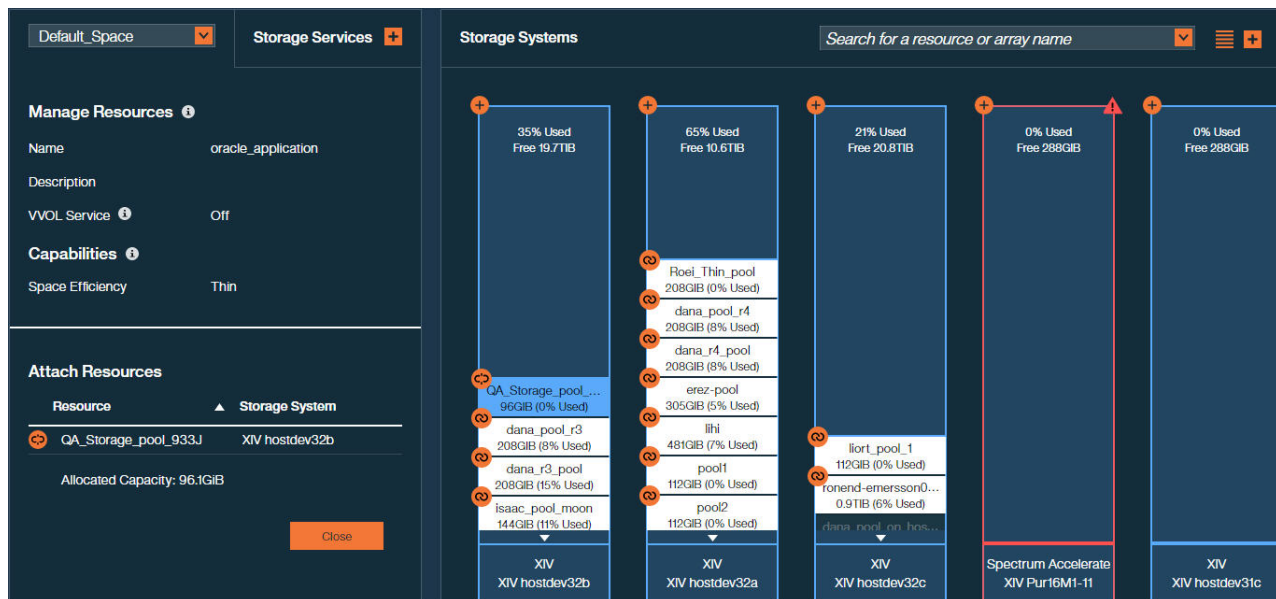 Default_Space
Storage Services
Manage Resources
Name oracle_application
Description
VVOL Service Off
Capabilities
Space Efficiency Thin
Attach Resources
Resource Storage System
QA_Storage_pool_933J XIV hostdev32b
Allocated Capacity: 96.1GiB
Close
Storage Systems
Search for a resource or array name
35% Used
Free 19.7TIB
QA_Storage_pool_...
96GIB (0% Used)
dana_pool_r3
208GIB (8% Used)
dana_r3_pool
208GIB (15% Used)
isaac_pool_moon
144GIB (11% Used)
XIV
XIV hostdev32b
65% Used
Free 10.6TIB
Roei_Thin_pool
208GIB (0% Used)
dana_pool_r4
208GIB (8% Used)
dana_r4_pool
208GIB (8% Used)
erez-pool
305GIB (5% Used)
lihi
481GIB (7% Used)
pool1
112GIB (0% Used)
pool2
112GIB (0% Used)
XIV
XIV hostdev32a
21% Used
Free 20.8TIB
liort_pool_1
112GIB (0% Used)
ronend-emersson0...
0.9TIB (6% Used)
dana_pool_on_hos...
XIV
XIV hostdev32c
0% Used
Free 288GIB
Spectrum Accelerate
XIV Pur16M1-11
0% Used
Free 288GIB
XIV
XIV hostdev31c